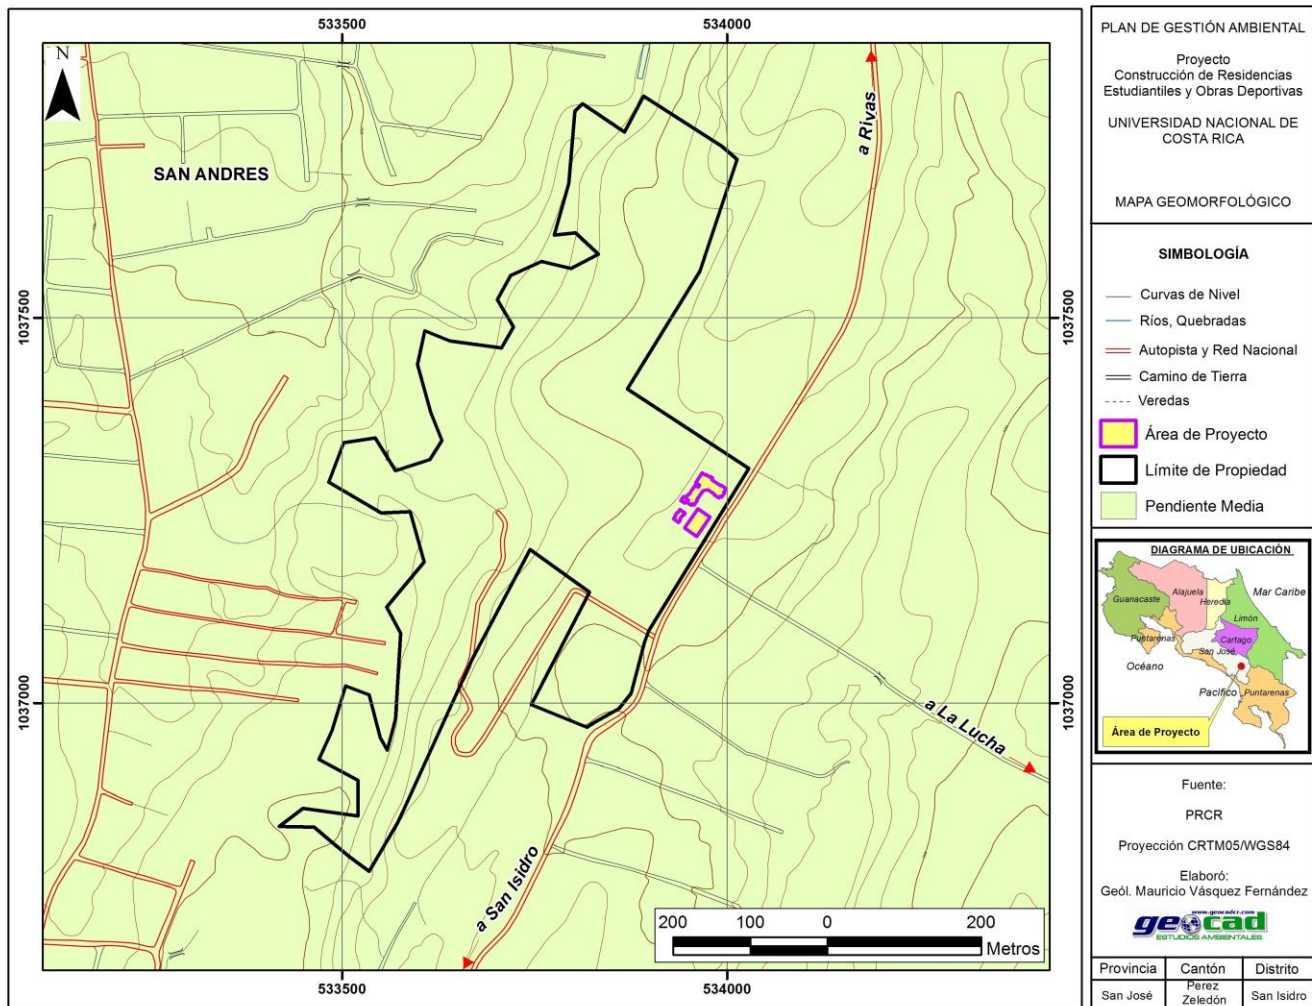 533500
534000
N
SAN ANDRES
a Rivas
1037500
1037500
1037000
1037000
a La Lucha
a San Isidro
200 100 0 200
Metros
533500
534000
PLAN DE GESTIÓN AMBIENTAL
Proyecto
Construcción de Residencias
Estudiantiles y Obras Deportivas
UNIVERSIDAD NACIONAL DE
COSTA RICA
MAPA GEOMORFOLÓGICO
SIMBOLOGÍA
Curvas de Nivel
Ríos, Quebradas
Autopista y Red Nacional
Camino de Tierra
Veredas
Área de Proyecto
Límite de Propiedad
Pendiente Media
DIAGRAMA DE UBICACIÓN
Guanacaste
Alajuela
Heredia
Mar Caribe
Limón
Puntarenas
Cartago
San José
Océano
Pacífico
Puntarenas
Área de Proyecto
Fuente:
PRCR
Proyección CRTM05/WGS84
Elaboró:
Geól. Mauricio Vásquez Fernández
www.geocadcr.com
geocad
ESTUDIOS AMBIENTALES
Provincia Cantón Distrito
San José Perez Zeledón San Isidro